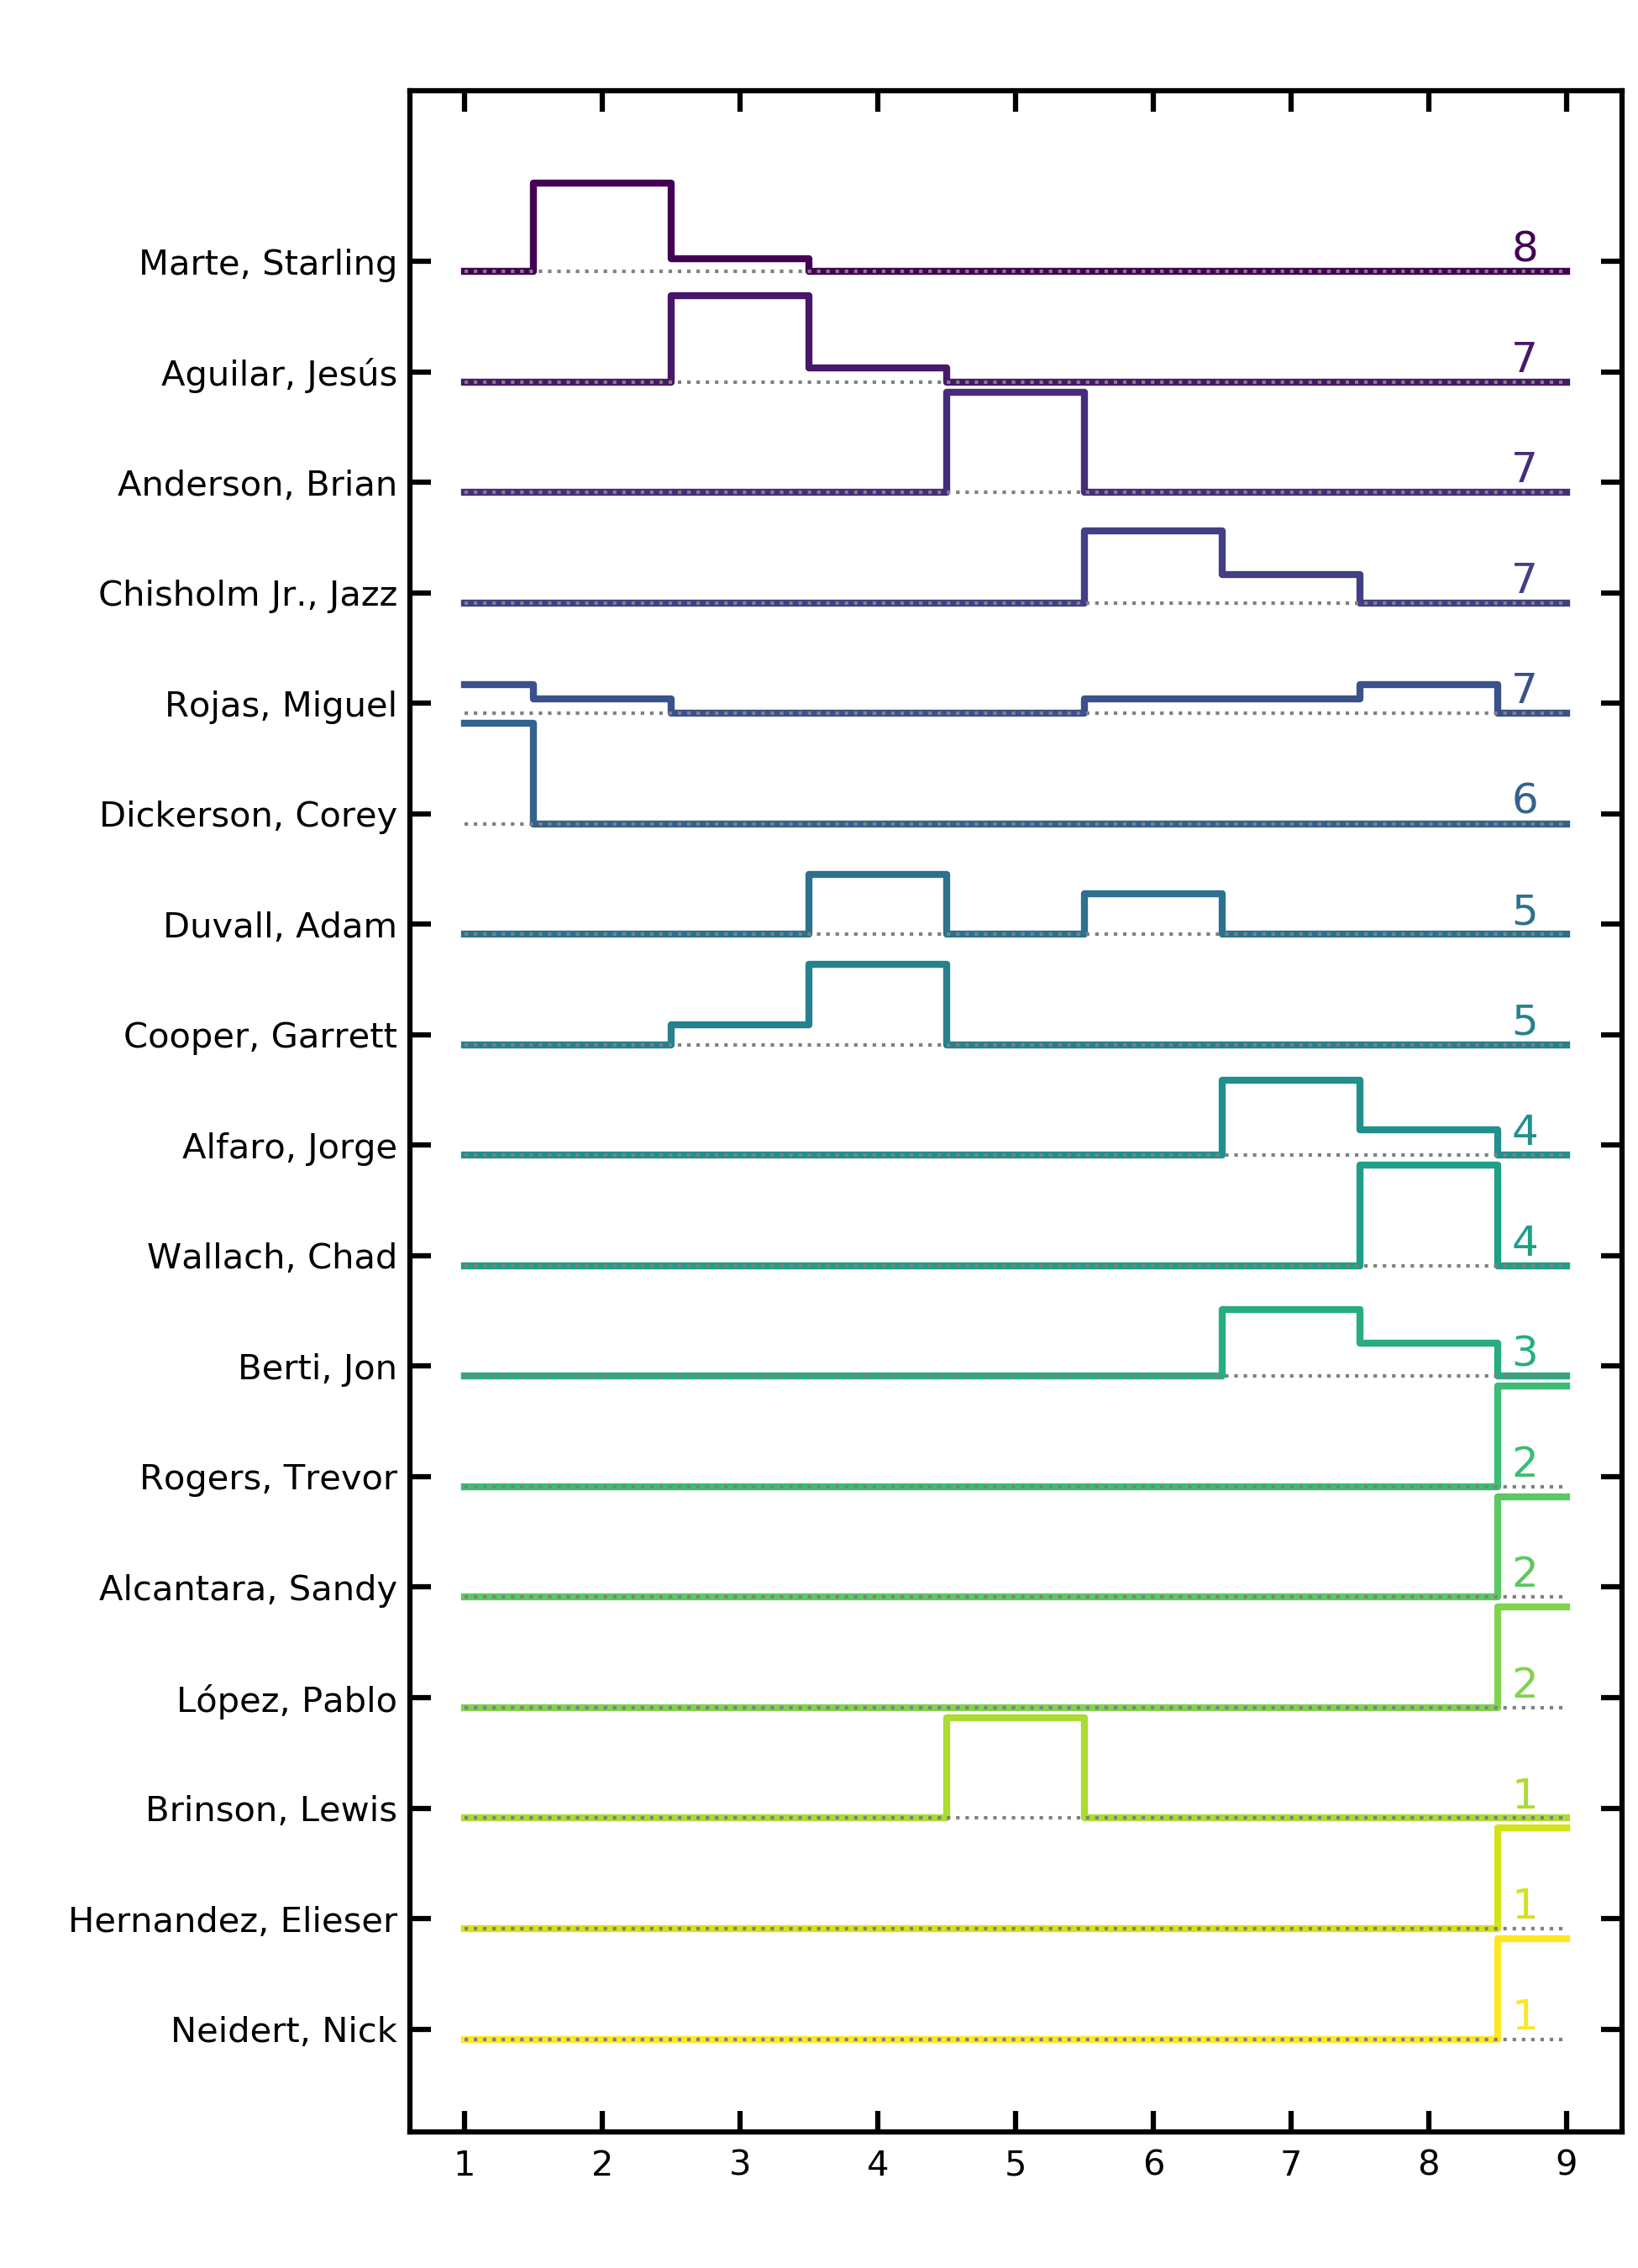 Marte, Starling 8
Aguilar, Jesús 7
Anderson, Brian 7
Chisholm Jr., Jazz 7
Rojas, Miguel 7
Dickerson, Corey 6
Duvall, Adam 5
Cooper, Garrett 5
Alfaro, Jorge 4
Wallach, Chad 4
Berti, Jon 3
Rogers, Trevor 2
Alcantara, Sandy 2
López, Pablo 2
Brinson, Lewis 1
Hernandez, Elieser 1
Neidert, Nick 1
1 2 3 4 5 6 7 8 9